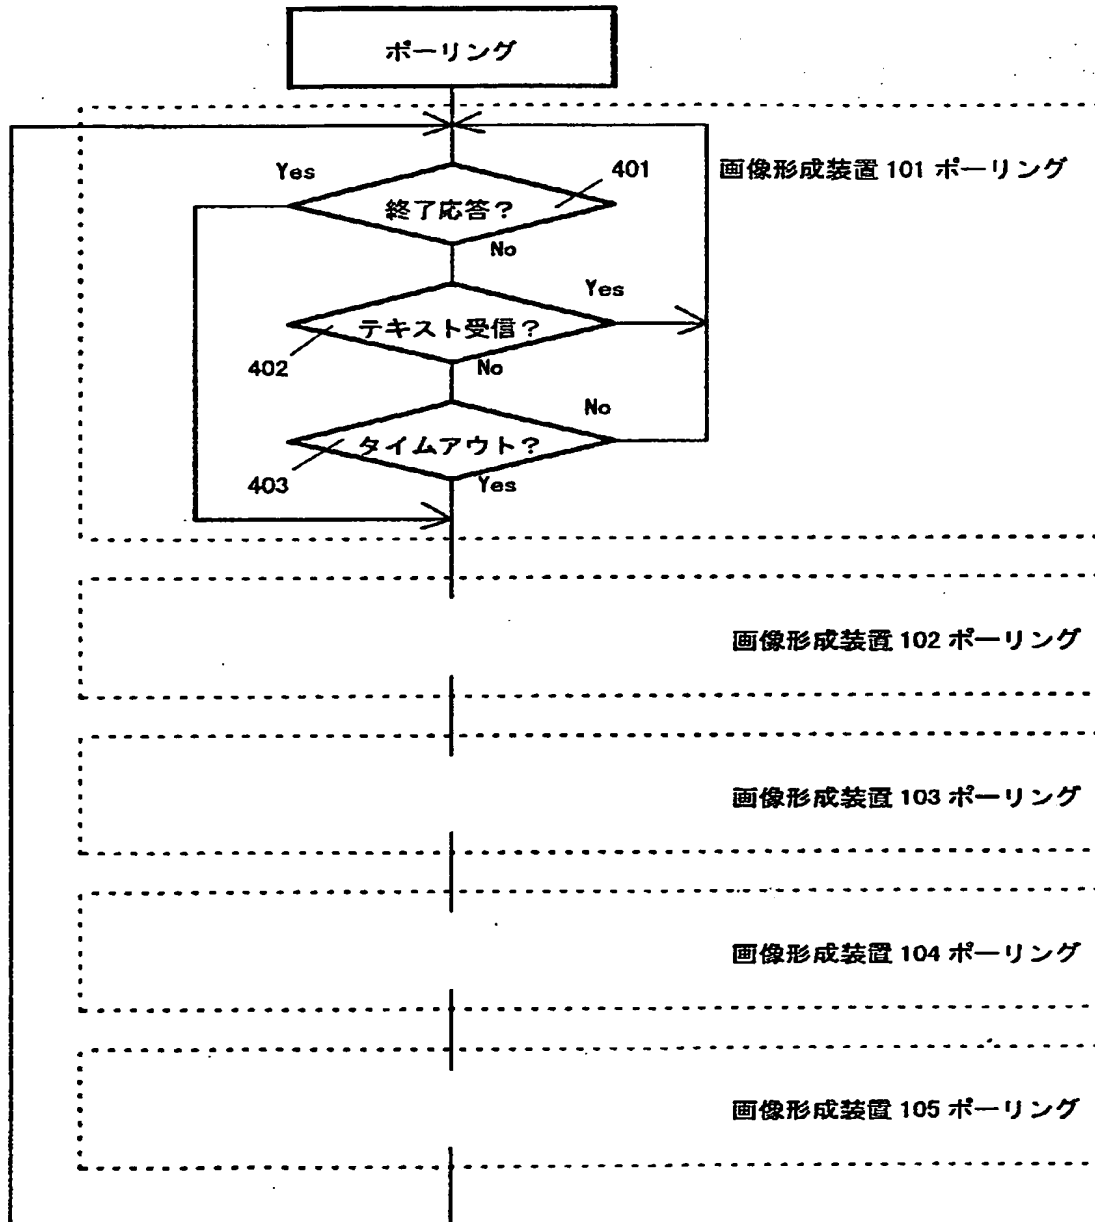 ポーリング
画像形成装置 101 ポーリング
Yes
401
終了応答？
No
Yes
テキスト受信？
402
No
No
タイムアウト？
403
Yes
画像形成装置 102 ポーリング
画像形成装置 103 ポーリング
画像形成装置 104 ポーリング
画像形成装置 105 ポーリング